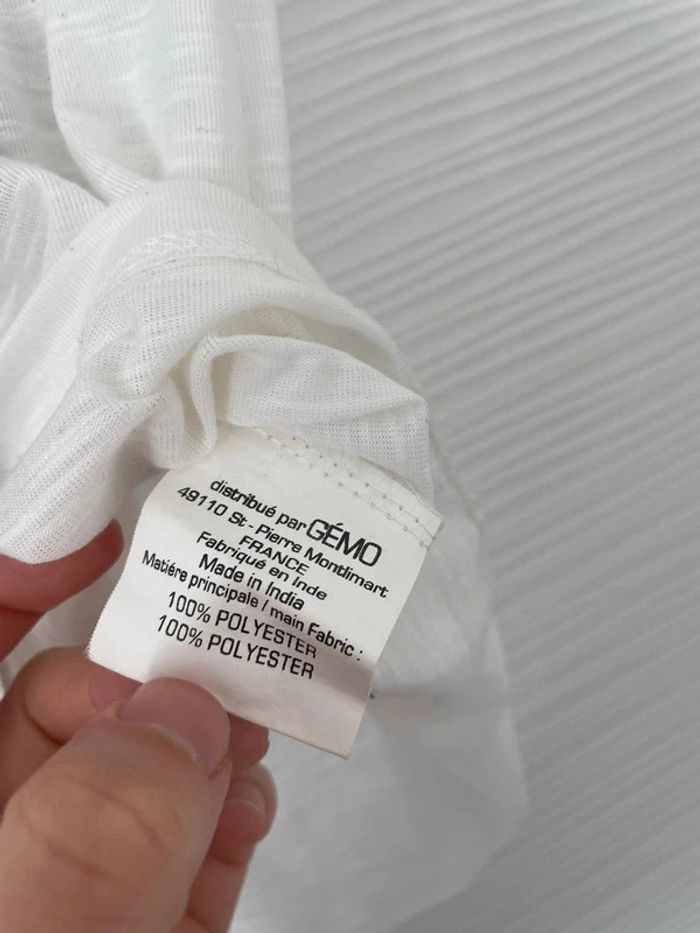 distribué par GÉMO
49110 St-Pierre Montlimart
FRANCE
Fabriqué en Inde
Made in India
Matiére principale / main Fabric :
100% POLYESTER
100% POLYESTER